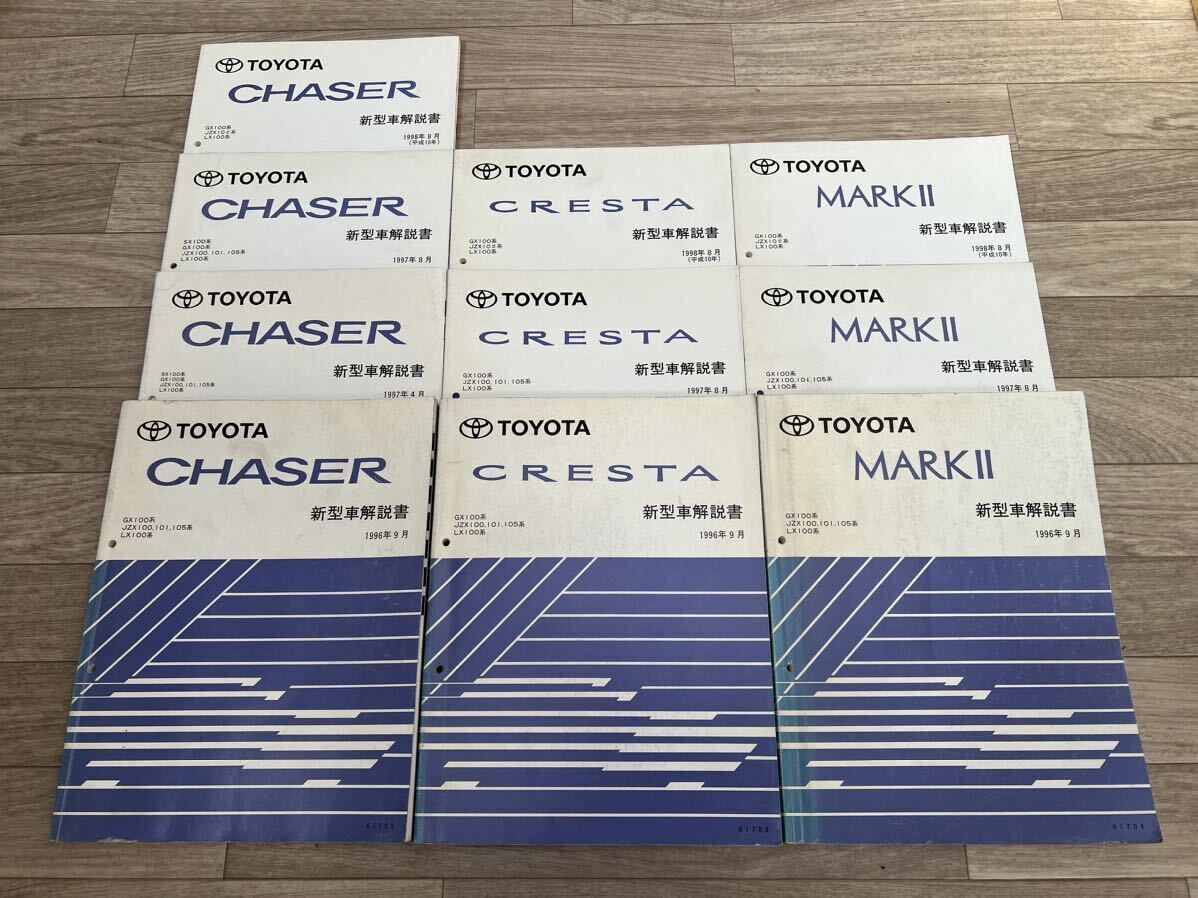 TOYOTA
CHASER
新型車解説書
GX100系
JZX10㐅系
LX100系
1998年8月
(平成10年)
TOYOTA
CHASER
新型車解説書
SX100系
GX100系
JZX100,101,105系
LX100系
1997年8月
TOYOTA
CRESTA
新型車解説書
GX100系
LX100系
1998年8月
(平成10年)
TOYOTA
MARKII
新型車解説書
GX100系
LX100系
1998年8月
(平成10年)
TOYOTA
CHASER
新型車解説書
SX100系
GX100系
JZX100,101,105系
LX100系
1997年4月
TOYOTA
CRESTA
新型車解説書
GX100系
JZX100,101,105系
LX100系
1997年8月
TOYOTA
MARKII
新型車解説書
GX100系
JZX100,101,105系
LX100系
1997年8月
TOYOTA
CHASER
新型車解説書
GX100系
JZX100,101,105系
LX100系
1996年9月
61705
TOYOTA
CRESTA
新型車解説書
GX100系
JZX100,101,105系
LX100系
1996年9月
61706
TOYOTA
MARKII
新型車解説書
GX100系
JZX100,101,105系
LX100系
1996年9月
61704